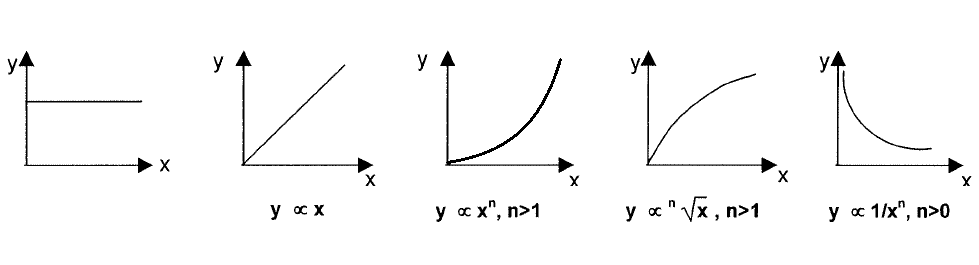 y
x
y
x
y ∝ x
y
x
y ∝ xⁿ, n>1
y
x
y ∝ ⁿ √x , n>1
y
x
y ∝ 1/xⁿ, n>0